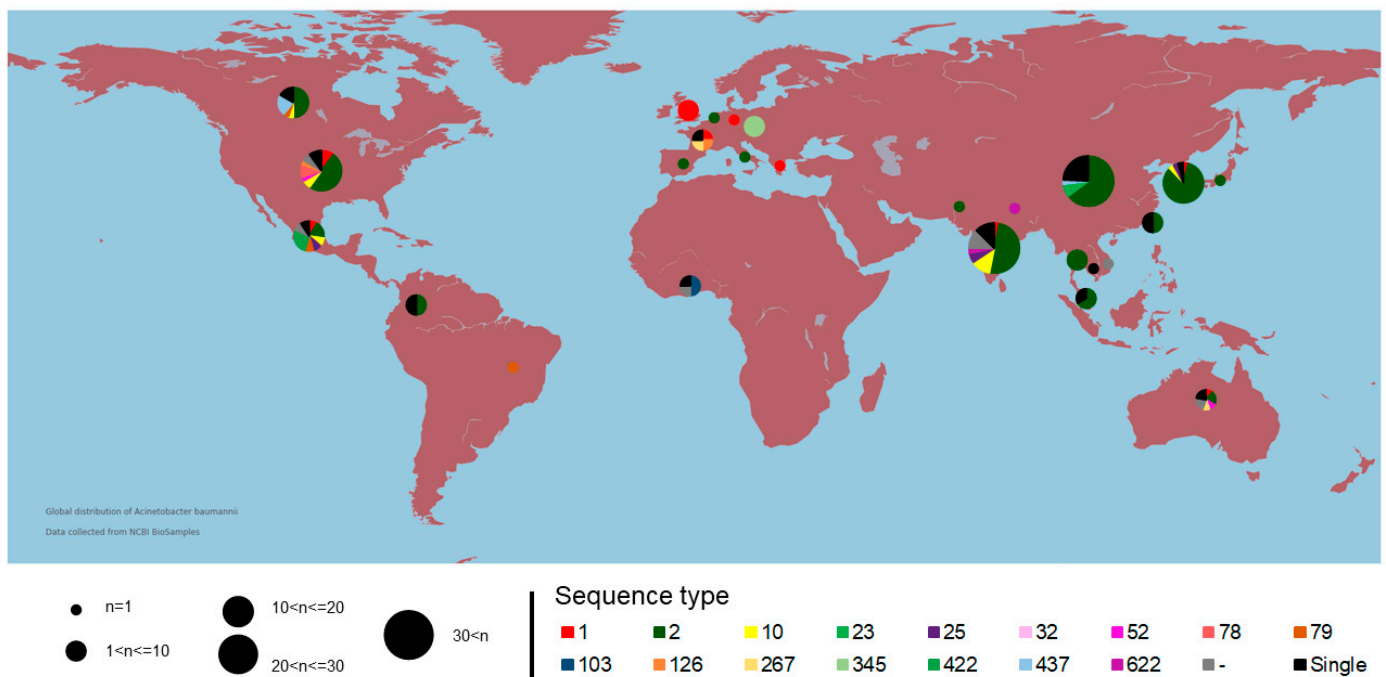 Global distribution of Acinetobacter baumannii
Data collected from NCBI BioSamples
n=1
10<n<=20
30<n
1<n<=10
20<n<=30
Sequence type
1 2 10 23 25 32 52 78 79
103 126 267 345 422 437 622 - Single